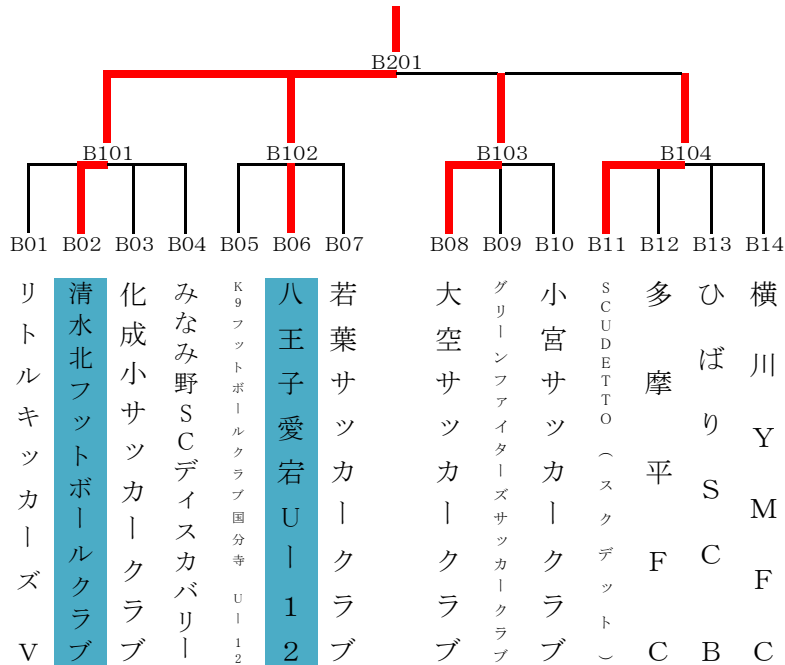 B201
B101
B102
B103
B104
B01
B02
B03
B04
B05
B06
B07
B08
B09
B10
B11
B12
B13
B14
リトルキッカーズ V
清水北フットボールクラブ
化成小サッカークラブ
みなみ野SCディスカバリー
K9フットボールクラブ国分寺 U－12
八王子愛宕U－12
若葉サッカークラブ
大空サッカークラブ
グリーンファイターズサッカークラブ
小宮サッカークラブ
SCUDETTO（スクデット）
多摩平FC
ひばりSCB
横川YMFC